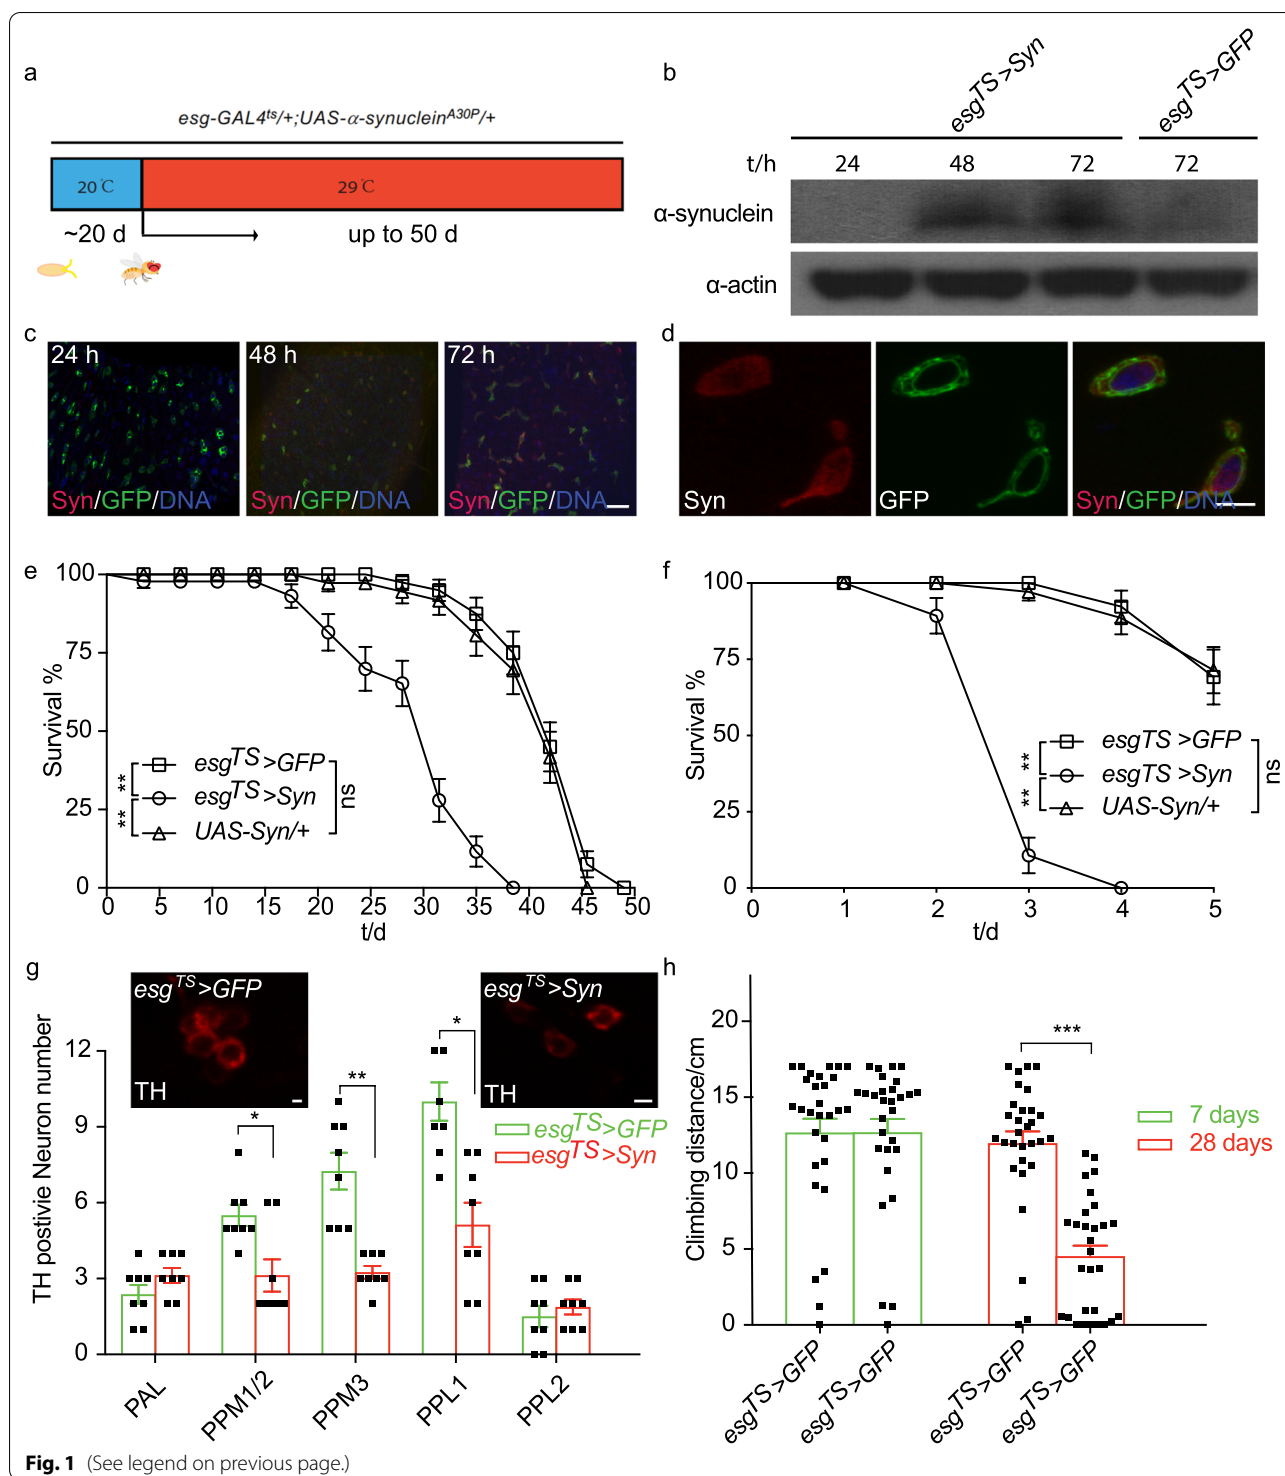 a
esg-GAL4ts/+;UAS-α-synucleinA30P/+
20℃
29℃
~20 d
up to 50 d
b
esgTS>Syn
esgTS>GFP
t/h
24
48
72
72
α-synuclein
α-actin
c
24 h
48 h
72 h
Syn/GFP/DNA
Syn/GFP/DNA
Syn/GFP/DNA
d
Syn
GFP
Syn/GFP/DNA
e
100
75
50
25
0
Survival %
** esgTS>GFP
** esgTS>Syn
UAS-Syn/+
ns
0 5 10 15 20 25 30 35 40 45 50
t/d
f
100
75
50
25
0
Survival %
** esgTS>GFP
** esgTS>Syn
UAS-Syn/+
ns
0 1 2 3 4 5
t/d
g
esgTS>GFP
TH
esgTS>Syn
TH
12
9
6
3
0
TH postivie Neuron number
*
**
*
esgTS>GFP
esgTS>Syn
PAL
PPM1/2
PPM3
PPL1
PPL2
h
20
15
10
5
0
Climbing distance/cm
***
7 days
28 days
esgTS>GFP
esgTS>GFP
esgTS>GFP
esgTS>GFP
Fig. 1 (See legend on previous page.)